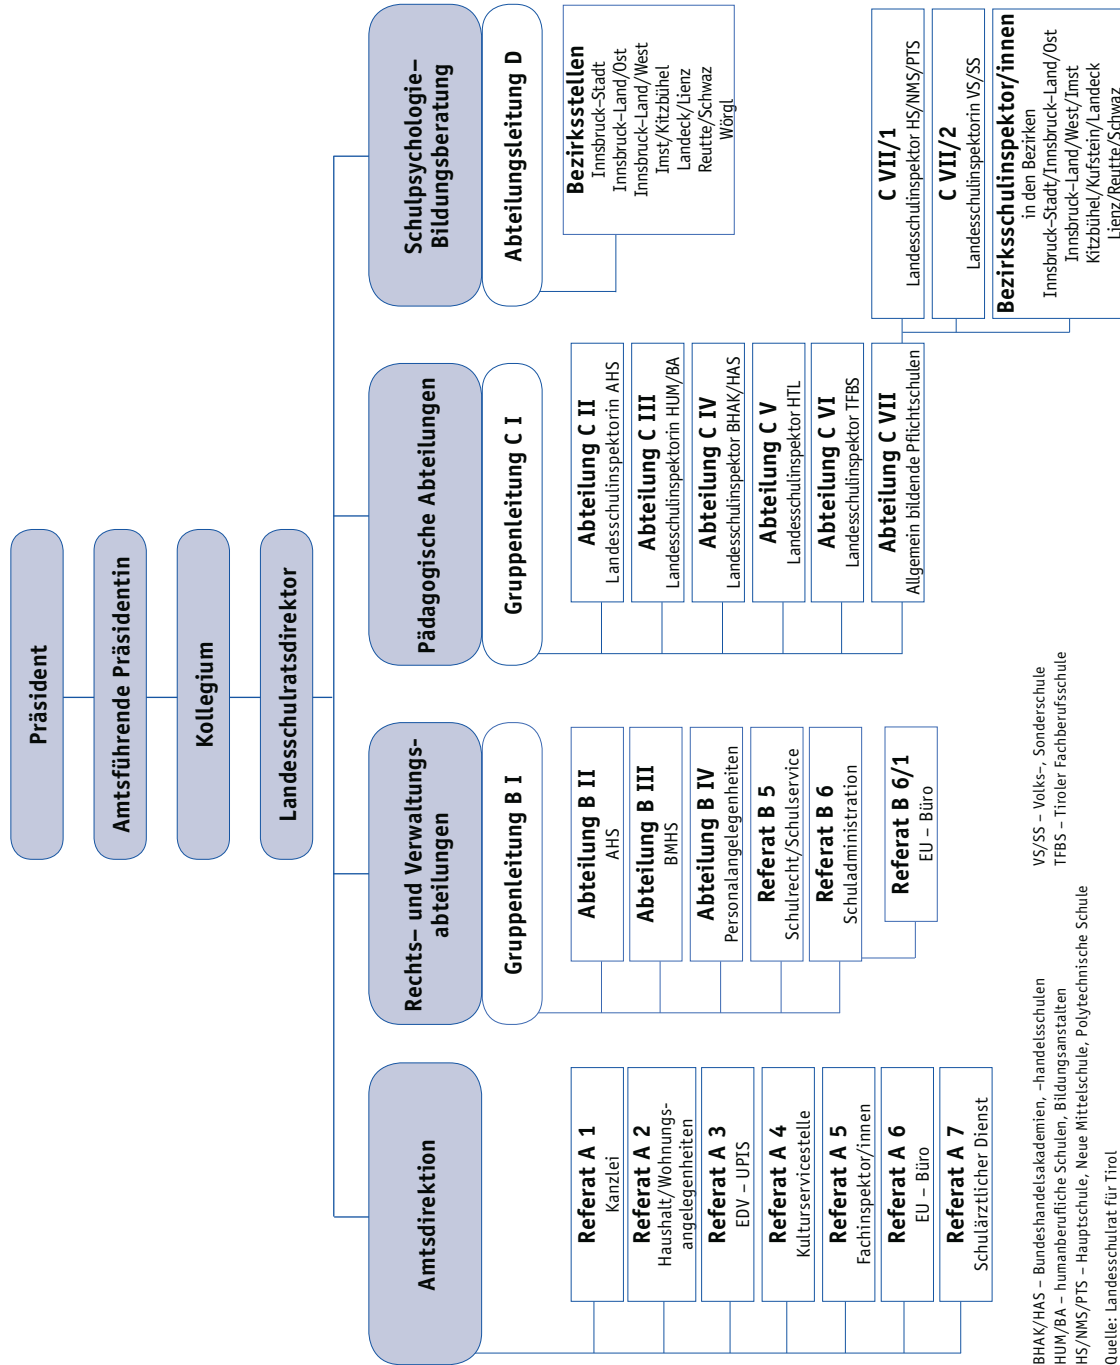 Präsident
Amtsführende Präsidentin
Kollegium
Landesschulratsdirektor
Amtsdirektion
Referat A 1
Kanzlei
Referat A 2
Haushalt/Wohnungs-
angelegenheiten
Referat A 3
EDV – UPIS
Referat A 4
Kulturservicestelle
Referat A 5
Fachinspektor/innen
Referat A 6
EU – Büro
Referat A 7
Schulärztlicher Dienst
Rechts– und Verwaltungs-
abteilungen
Gruppenleitung B I
Abteilung B II
AHS
Abteilung B III
BMHS
Abteilung B IV
Personalangelegenheiten
Referat B 5
Schulrecht/Schulservice
Referat B 6
Schuladministration
Referat B 6/1
EU – Büro
Pädagogische Abteilungen
Gruppenleitung C I
Abteilung C II
Landesschulinspektorin AHS
Abteilung C III
Landesschulinspektorin HUM/BA
Abteilung C IV
Landesschulinspektor BHAK/HAS
Abteilung C V
Landesschulinspektor HTL
Abteilung C VI
Landesschulinspektor TFBS
Abteilung C VII
Allgemein bildende Pflichtschulen
C VII/1
Landesschulinspektor HS/NMS/PTS
C VII/2
Landesschulinspektorin VS/SS
Bezirksschulinspektor/innen
in den Bezirken
Innsbruck–Stadt/Innsbruck–Land/Ost
Innsbruck–Land/West/Imst
Kitzbühel/Kufstein/Landeck
Lienz/Reutte/Schwaz
Schulpsychologie–
Bildungsberatung
Abteilungsleitung D
Bezirksstellen
Innsbruck–Stadt
Innsbruck–Land/Ost
Innsbruck–Land/West
Imst/Kitzbühel
Landeck/Lienz
Reutte/Schwaz
Wörgl
BHAK/HAS – Bundeshandelsakademien, –handelsschulen
HUM/BA – humanberufliche Schulen, Bildungsanstalten
HS/NMS/PTS – Hauptschule, Neue Mittelschule, Polytechnische Schule
VS/SS – Volks–, Sonderschule
TFBS – Tiroler Fachberufsschule
Quelle: Landesschulrat für Tirol